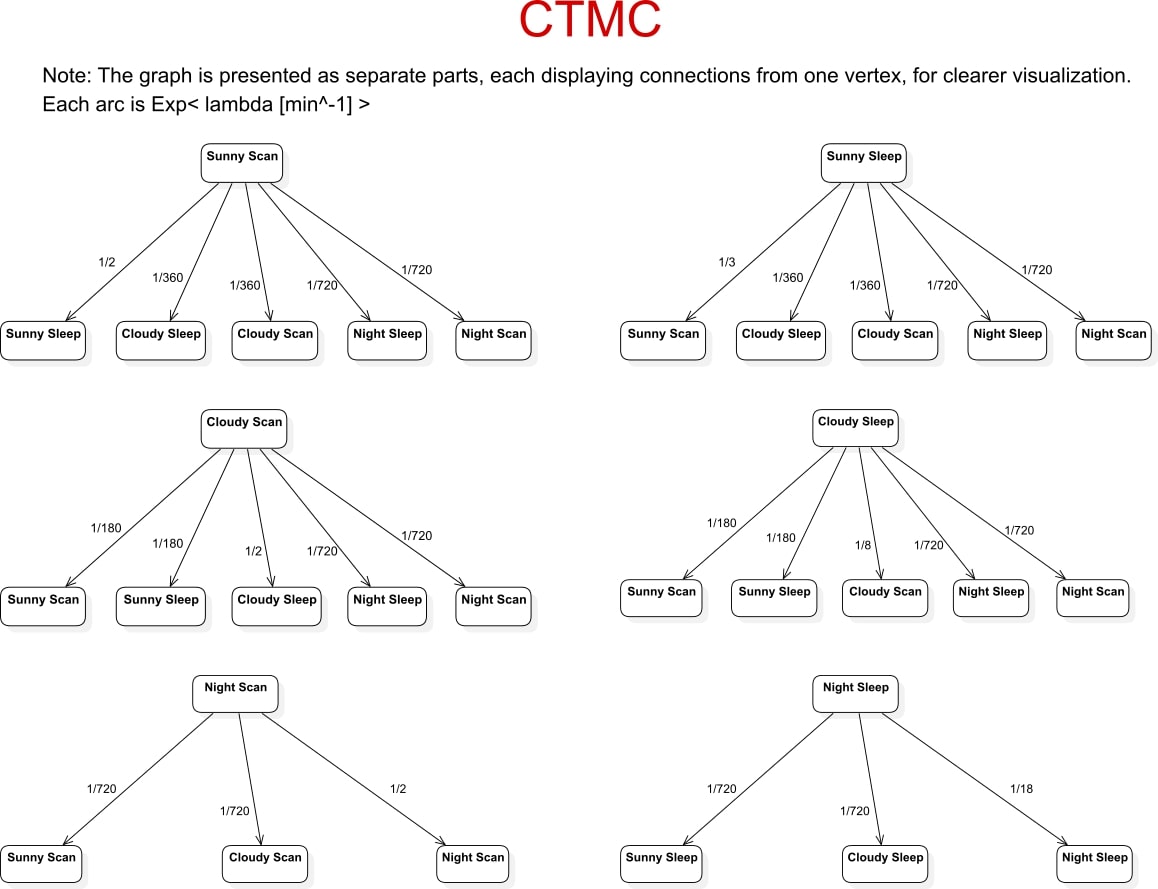 CTMC
Note: The graph is presented as separate parts, each displaying connections from one vertex, for clearer visualization.
Each arc is Exp< lambda [min^-1] >
Sunny Scan
1/2
1/360
1/360
1/720
1/720
Sunny Sleep
Cloudy Sleep
Cloudy Scan
Night Sleep
Night Scan
Sunny Sleep
1/3
1/360
1/360
1/720
1/720
Sunny Scan
Cloudy Sleep
Cloudy Scan
Night Sleep
Night Scan
Cloudy Scan
1/180
1/180
1/2
1/720
1/720
Sunny Scan
Sunny Sleep
Cloudy Sleep
Night Sleep
Night Scan
Cloudy Sleep
1/180
1/180
1/8
1/720
1/720
Sunny Scan
Sunny Sleep
Cloudy Scan
Night Sleep
Night Scan
Night Scan
1/720
1/720
1/2
Sunny Scan
Cloudy Scan
Night Scan
Night Sleep
1/720
1/720
1/18
Sunny Sleep
Cloudy Sleep
Night Sleep